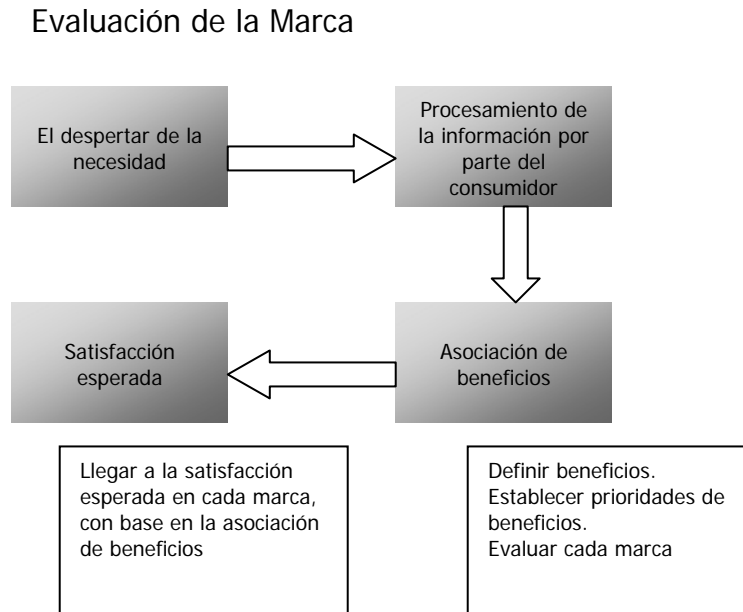 Evaluación de la Marca
El despertar de la
necesidad
Procesamiento de
la información por
parte del
consumidor
Satisfacción
esperada
Asociación de
beneficios
Llegar a la satisfacción
esperada en cada marca,
con base en la asociación
de beneficios
Definir beneficios.
Establecer prioridades de
beneficios.
Evaluar cada marca